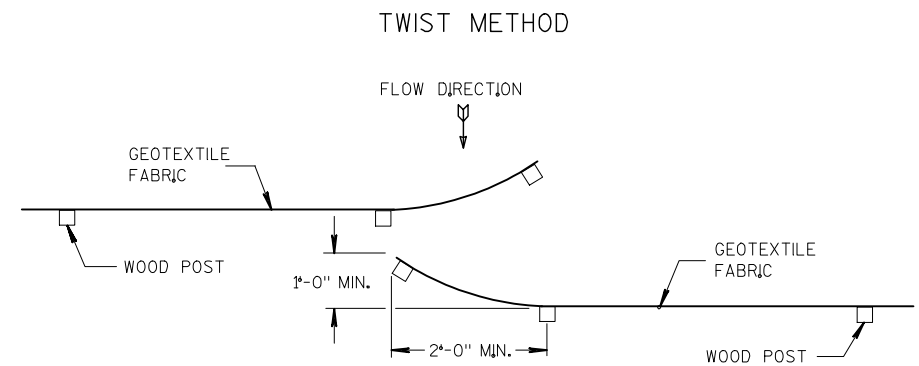 TWIST METHOD
FLOW DIRECTION
GEOTEXTILE
FABRIC
WOOD POST
1'-0" MIN.
GEOTEXTILE
FABRIC
2'-0" MIN.
WOOD POST